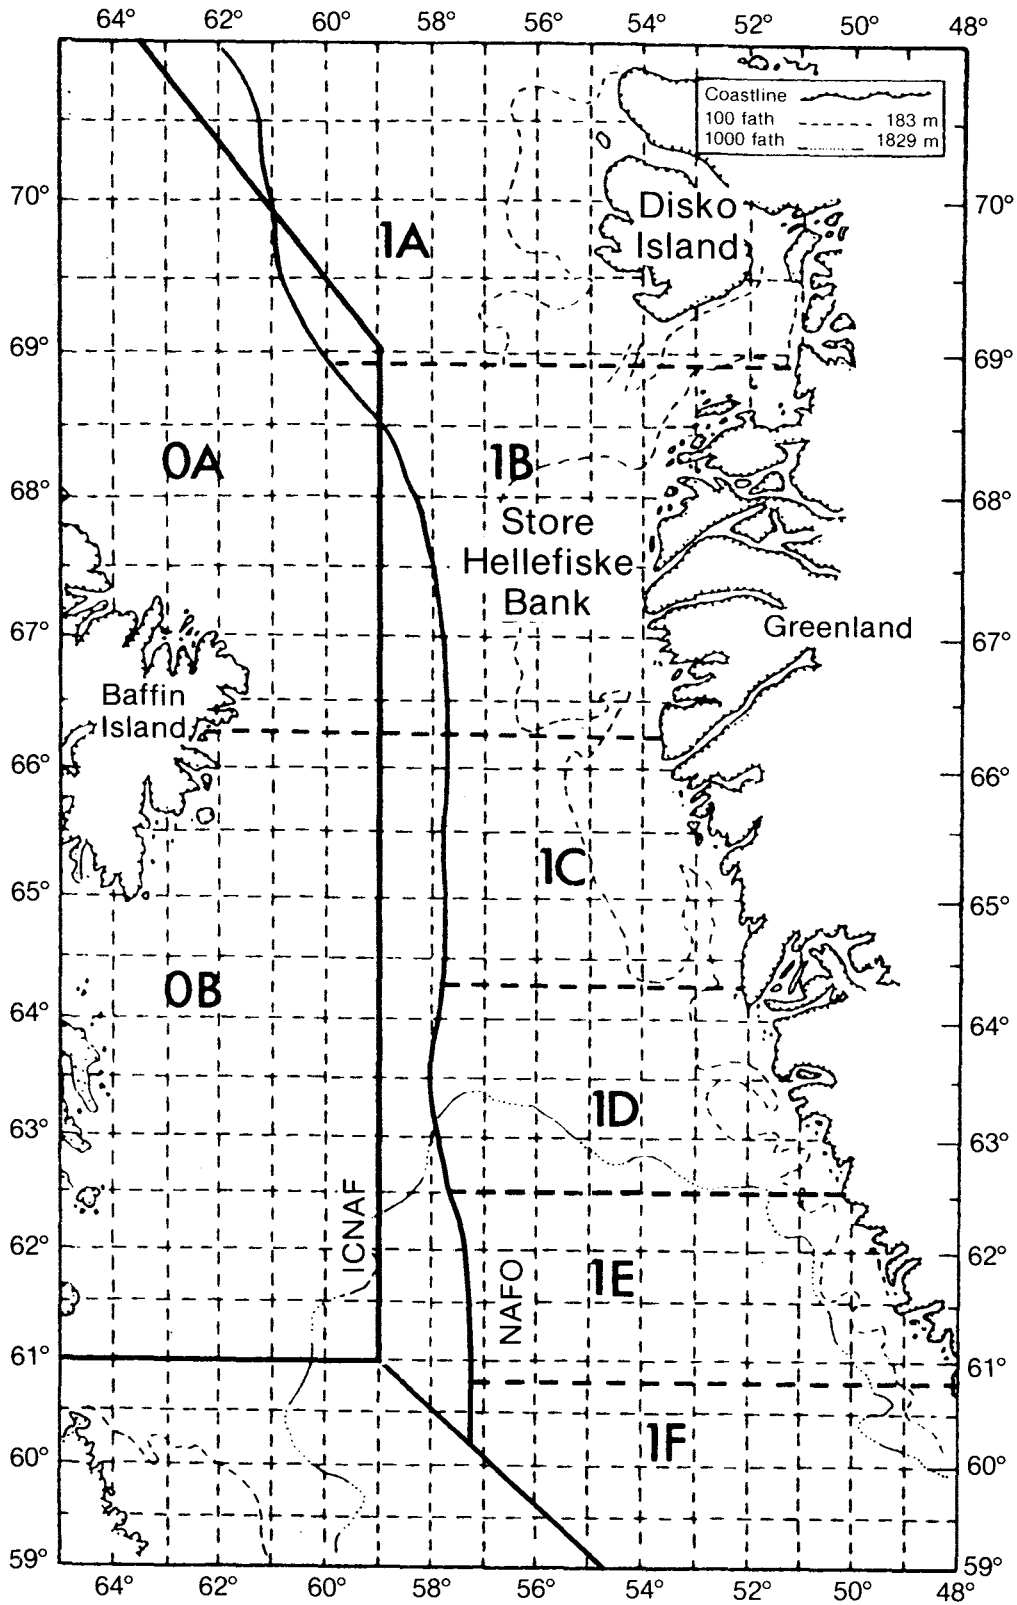 64° 62° 60° 58° 56° 54° 52° 50° 48°
Coastline
100 fath 183 m
1000 fath 1829 m
70° 70°
Disko
Island
1A
69° 69°
0A 1B
68° 68°
Store
Hellefiske
Bank
67° Greenland 67°
Baffin
Island
66° 66°
1C
65° 65°
0B
64° 64°
1D
63° 63°
ICNAF
62° 62°
NAFO
1E
61° 61°
1F
60° 60°
59° 59°
64° 62° 60° 58° 56° 54° 52° 50° 48°